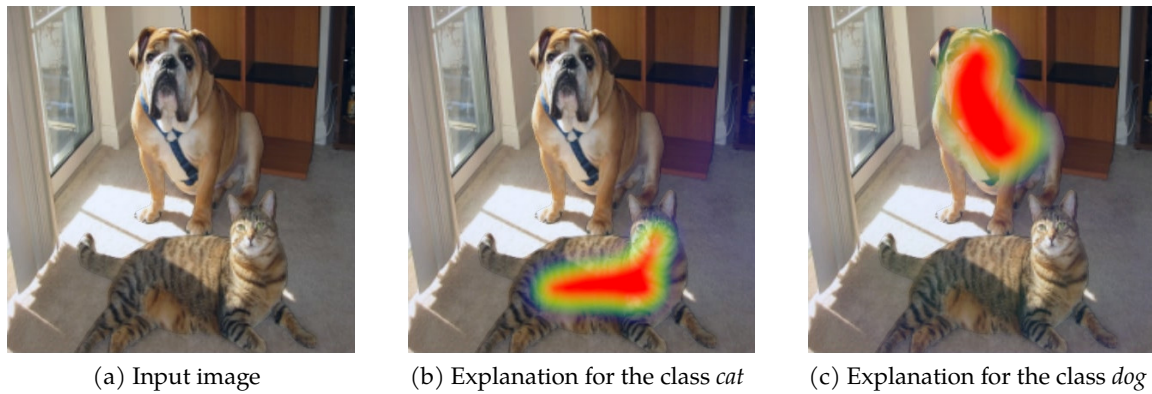 (a) Input image
(b) Explanation for the class cat
(c) Explanation for the class dog